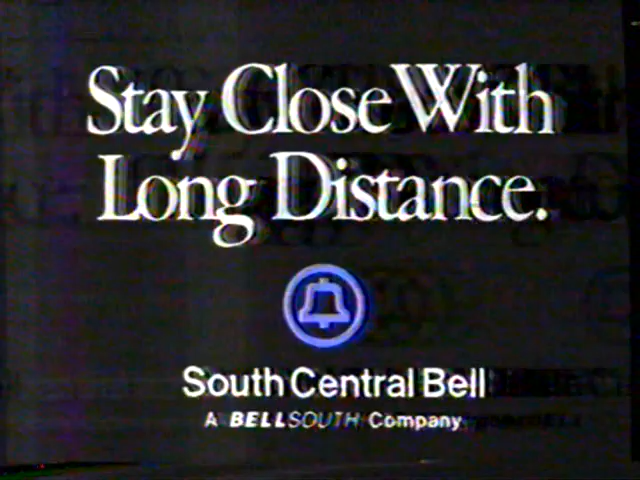 Stay Close With
Long Distance.
South Central Bell
A BELLSOUTH Company